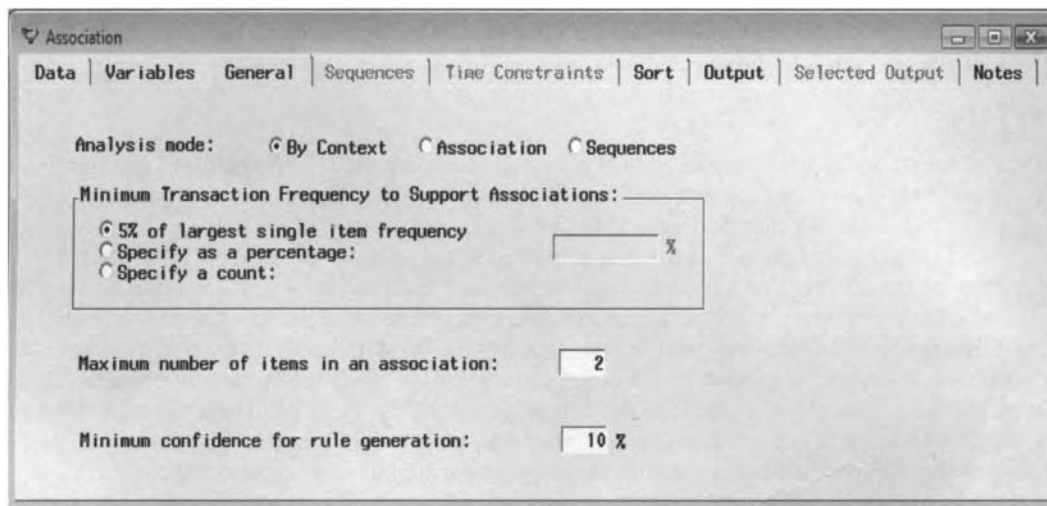 Association
Data Variables General Sequences Time Constraints Sort Output Selected Output Notes
Analysis mode: By Context Association Sequences
Minimum Transaction Frequency to Support Associations:
5% of largest single item frequency
Specify as a percentage: %
Specify a count:
Maximum number of items in an association: 2
Minimum confidence for rule generation: 10 %